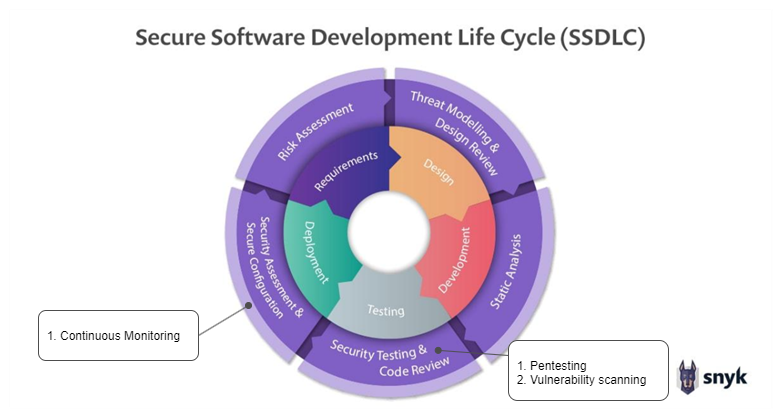 Secure Software Development Life Cycle (SSDLC)
Risk Assessment
Threat Modelling &
Design Review
Requirements
Design
Security Assessment &
Secure Configuration
Deployment
Development
Static Analysis
Testing
Security Testing &
Code Review
1. Continuous Monitoring
1. Pentesting
2. Vulnerability scanning
snyk